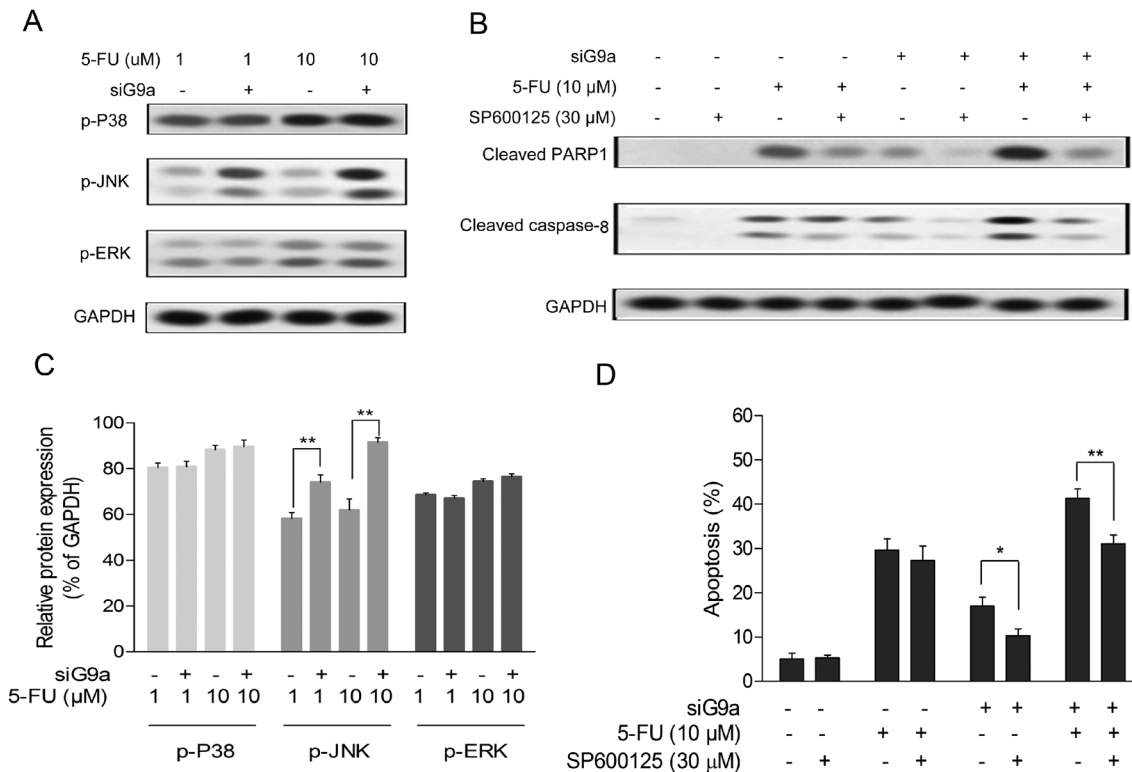 A
5-FU (uM) 1 1 10 10
siG9a - + - +
p-P38
p-JNK
p-ERK
GAPDH
B
siG9a - - - - + + + +
5-FU (10 µM) - - + + - - + +
SP600125 (30 µM) - + - + - + - +
Cleaved PARP1
Cleaved caspase-8
GAPDH
C
Relative protein expression
(% of GAPDH)
100
80
60
40
20
0
** **
siG9a - + - + - + - + - + - +
5-FU (µM) 1 1 10 10 1 1 10 10 1 1 10 10
p-P38 p-JNK p-ERK
D
Apoptosis (%)
60
50
40
30
20
10
0
* **
siG9a - - - - + + + +
5-FU (10 µM) - - + + - - + +
SP600125 (30 µM) - + - + - + - +